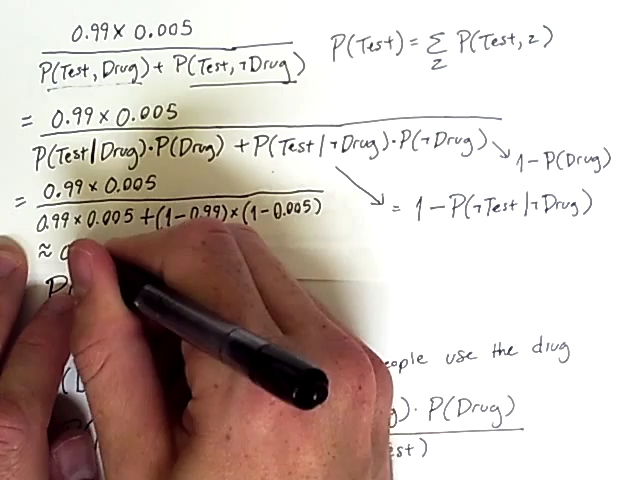 0.99 × 0.005
P(Test, Drug) + P(Test, ¬Drug)
P(Test) = Σ P(Test, z)
z
= 0.99 × 0.005
P(Test|Drug)·P(Drug) + P(Test|¬Drug)·P(¬Drug)
1 - P(Drug)
= 0.99 × 0.005
0.99 × 0.005 + (1-0.99) × (1-0.005)
= 1 - P(¬Test|¬Drug)
≈ 0
P(
use the drug
)· P(Drug)
)